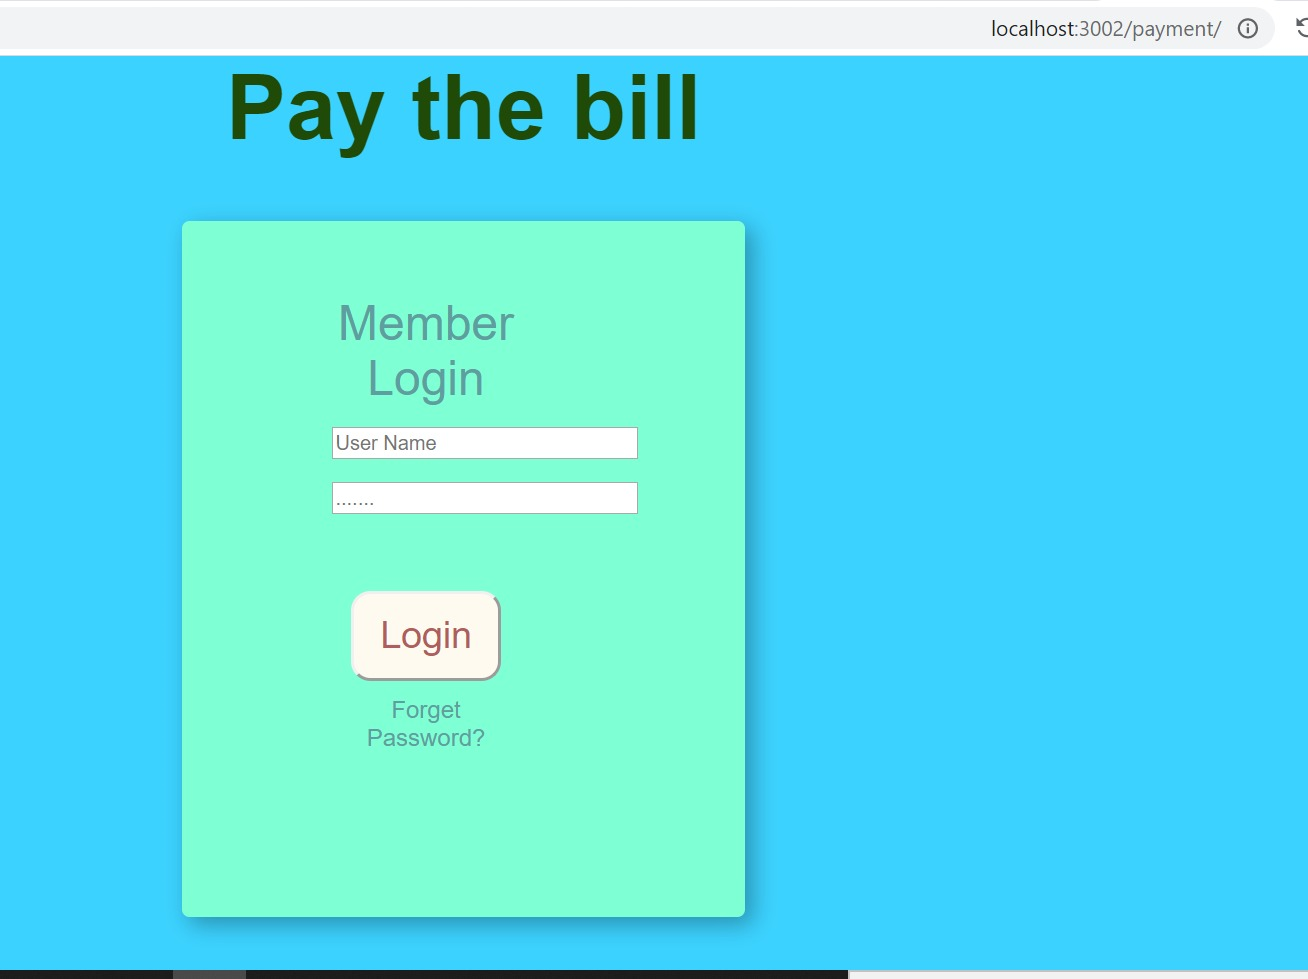 localhost:3002/payment/
Pay the bill
Member
Login
User Name
.......
Login
Forget
Password?